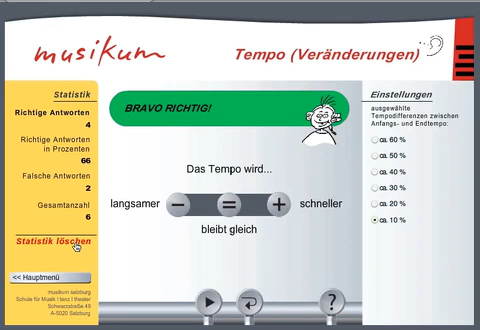 musikum
Tempo (Veränderungen)
Statistik
Richtige Antworten
4
Richtige Antworten
in Prozenten
66
Falsche Antworten
2
Gesamtanzahl
6
Statistik löschen
<< Hauptmenü
musikum salzburg
Schule für Musik I tanz I theater
Schwarzstraße 49
A-5020 Salzburg
BRAVO RICHTIG!
Das Tempo wird...
langsamer − = + schneller
bleibt gleich
?
Einstellungen
ausgewählte
Tempodifferenzen zwischen
Anfangs- und Endtempo:
ca. 60 %
ca. 50 %
ca. 40 %
ca. 30 %
ca. 20 %
ca. 10 %